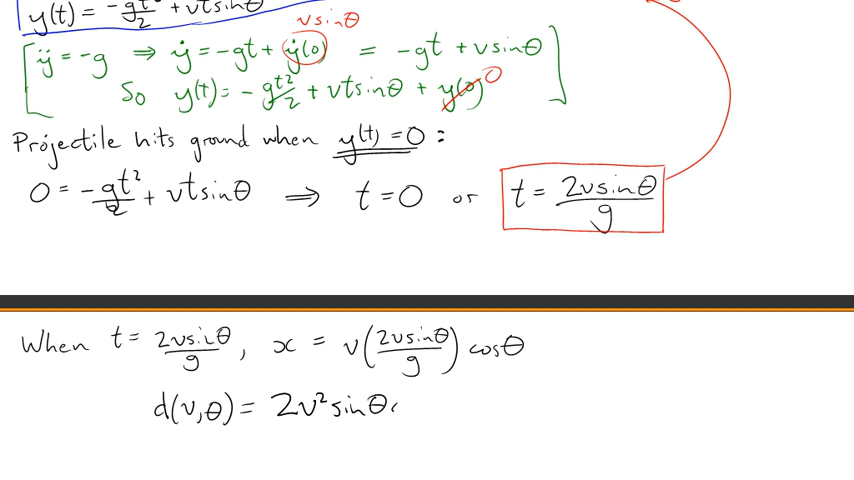 y(t) = -gt²/2 + vt sinθ
v sinθ
[ ÿ = -g ⇒ ẏ = -gt + ẏ(0) = -gt + v sinθ
So y(t) = -gt²/2 + vt sinθ + y(0) 0 ]
Projectile hits ground when y(t) = 0 :
0 = -gt²/2 + vt sinθ ⇒ t = 0 or t = 2v sinθ/g
When t = 2v sinθ/g, x = v(2v sinθ/g) cosθ
d(v,θ) = 2v² sinθ